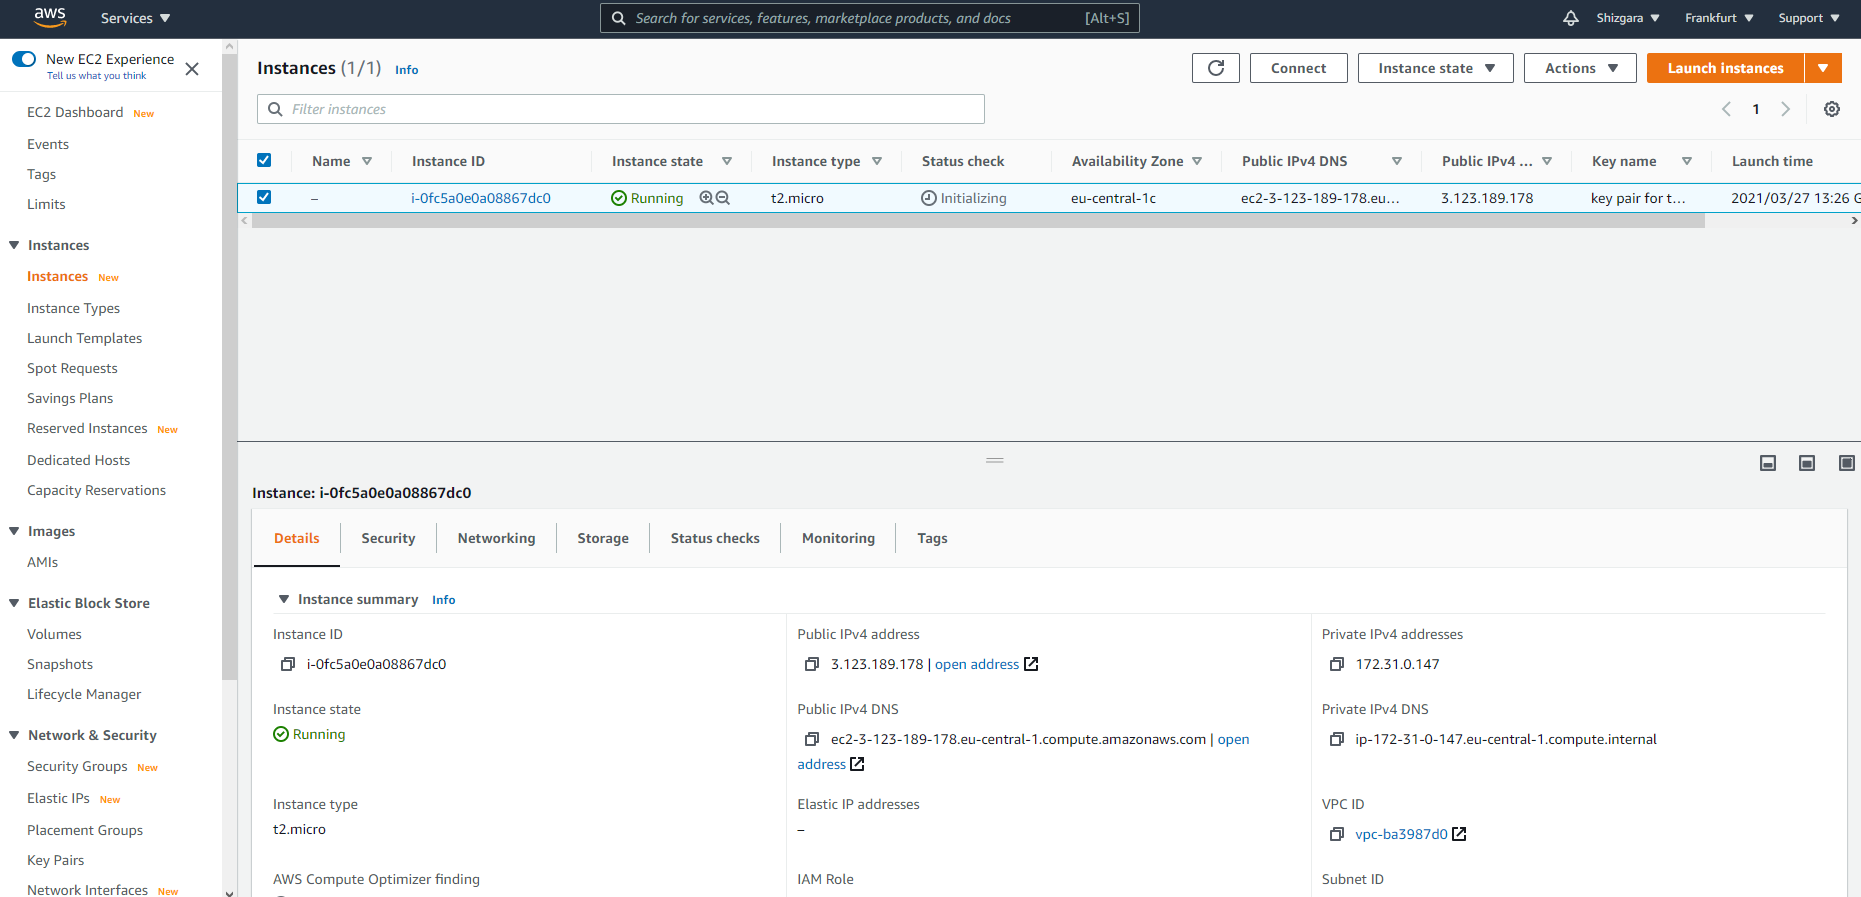 aws
Services
Search for services, features, marketplace products, and docs [Alt+S]
Shizgara
Frankfurt
Support
New EC2 Experience
Tell us what you think
EC2 Dashboard New
Events
Tags
Limits
Instances
Instances New
Instance Types
Launch Templates
Spot Requests
Savings Plans
Reserved Instances New
Dedicated Hosts
Capacity Reservations
Images
AMIs
Elastic Block Store
Volumes
Snapshots
Lifecycle Manager
Network & Security
Security Groups New
Elastic IPs New
Placement Groups
Key Pairs
Network Interfaces New
Instances (1/1) Info
Connect
Instance state
Actions
Launch instances
Filter instances
1
Name Instance ID Instance state Instance type Status check Availability Zone Public IPv4 DNS Public IPv4 ... Key name Launch time
– i-0fc5a0e0a08867dc0 Running t2.micro Initializing eu-central-1c ec2-3-123-189-178.eu... 3.123.189.178 key pair for t... 2021/03/27 13:26 G
Instance: i-0fc5a0e0a08867dc0
Details Security Networking Storage Status checks Monitoring Tags
Instance summary Info
Instance ID
i-0fc5a0e0a08867dc0
Public IPv4 address
3.123.189.178 | open address
Private IPv4 addresses
172.31.0.147
Instance state
Running
Public IPv4 DNS
ec2-3-123-189-178.eu-central-1.compute.amazonaws.com | open
address
Private IPv4 DNS
ip-172-31-0-147.eu-central-1.compute.internal
Instance type
t2.micro
Elastic IP addresses
–
VPC ID
vpc-ba3987d0
AWS Compute Optimizer finding
IAM Role
Subnet ID